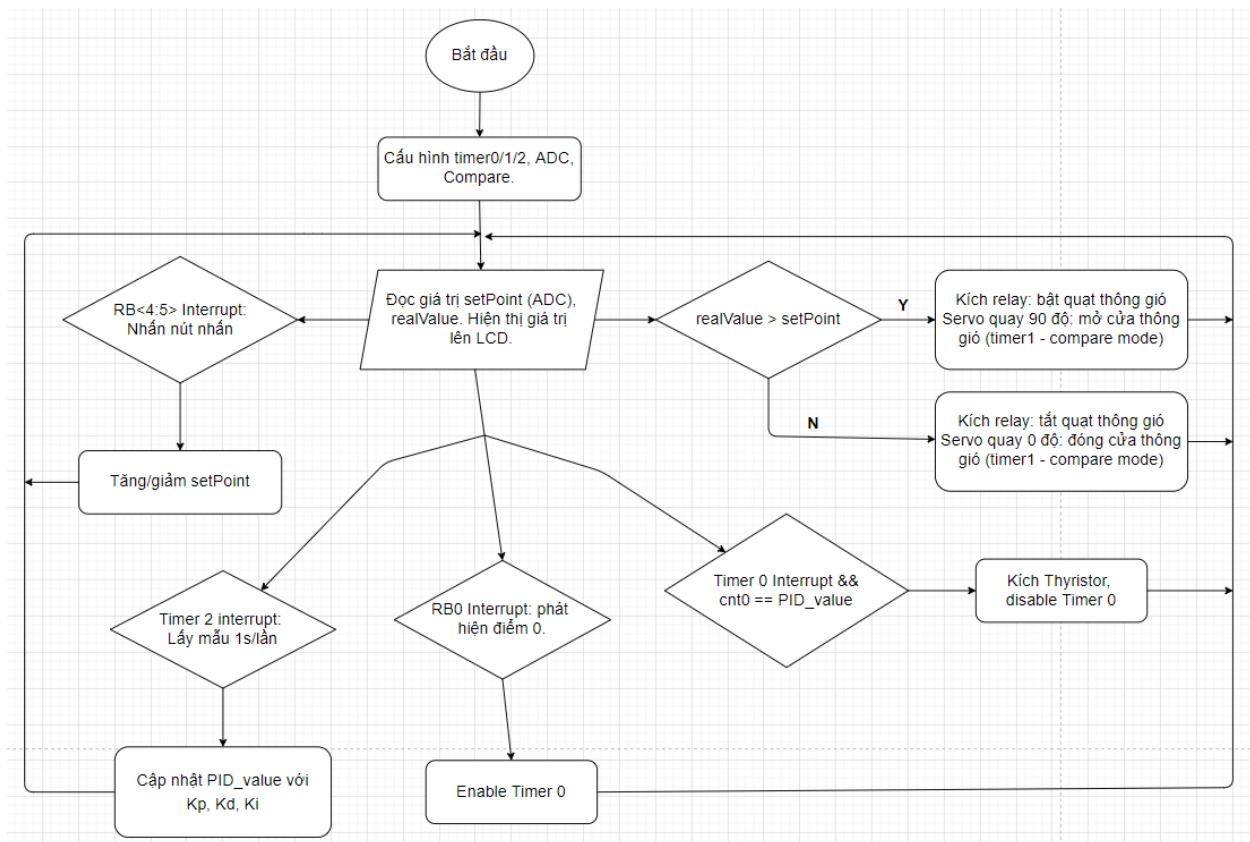 Bắt đầu
Cấu hình timer0/1/2, ADC,
Compare.
RB<4:5> Interrupt:
Nhấn nút nhấn
Đọc giá trị setPoint (ADC),
realValue. Hiện thị giá trị
lên LCD.
realValue > setPoint
Y
Kích relay: bật quạt thông gió
Servo quay 90 độ: mở cửa thông
gió (timer1 - compare mode)
N
Kích relay: tắt quạt thông gió
Servo quay 0 độ: đóng cửa thông
gió (timer1 - compare mode)
Tăng/giảm setPoint
Timer 2 interrupt:
Lấy mẫu 1s/lần
RB0 Interrupt: phát
hiện điểm 0.
Timer 0 Interrupt &&
cnt0 == PID_value
Kích Thyristor,
disable Timer 0
Cập nhật PID_value với
Kp, Kd, Ki
Enable Timer 0